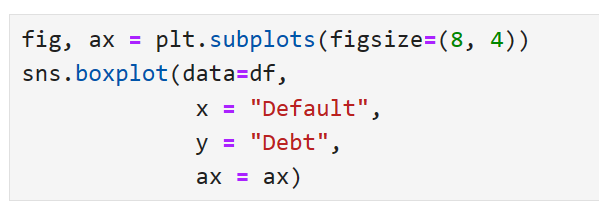 fig, ax = plt.subplots(figsize=(8, 4))
sns.boxplot(data=df,
            x = "Default",
            y = "Debt",
            ax = ax)